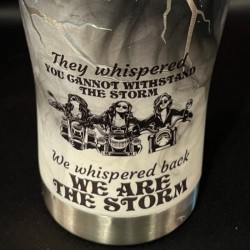 They whispered
YOU CANNOT WITHSTAND
THE STORM
We whispered back
WE ARE
THE STORM